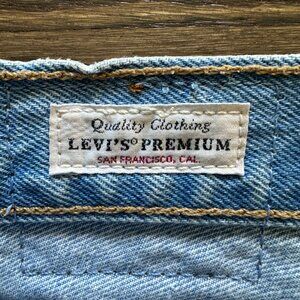 Quality Clothing
LEVI'S® PREMIUM
SAN FRANCISCO, CAL.